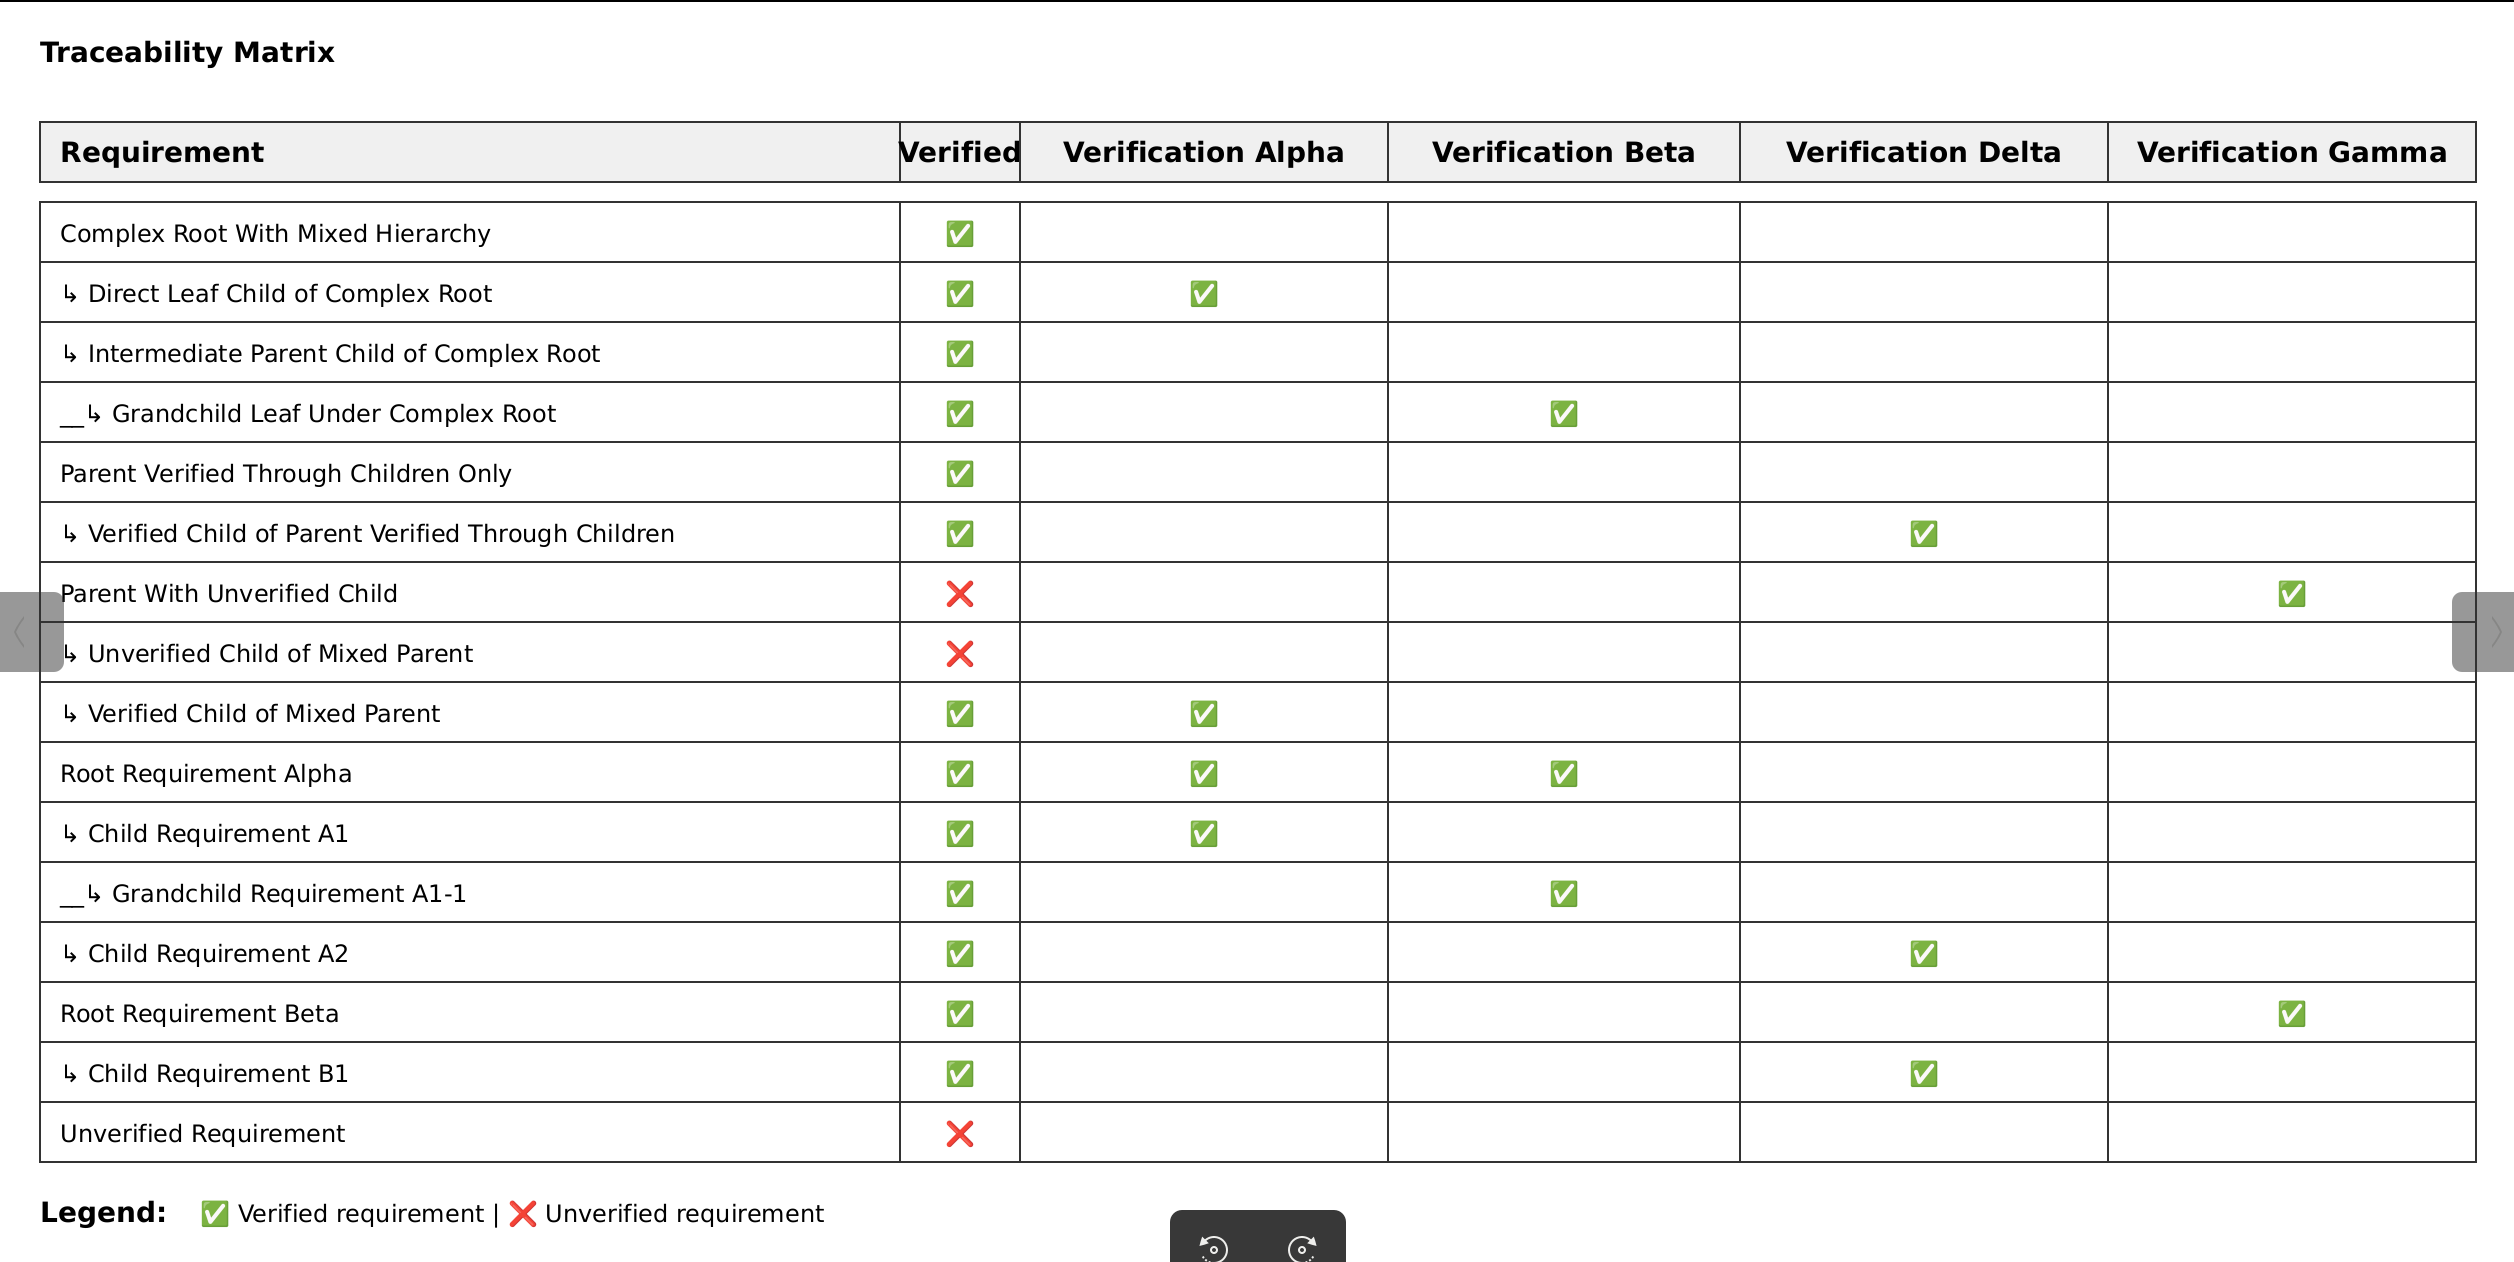 Traceability Matrix
Requirement Verified Verification Alpha Verification Beta Verification Delta Verification Gamma
Complex Root With Mixed Hierarchy ✅
↳ Direct Leaf Child of Complex Root ✅ ✅
↳ Intermediate Parent Child of Complex Root ✅
__↳ Grandchild Leaf Under Complex Root ✅ ✅
Parent Verified Through Children Only ✅
↳ Verified Child of Parent Verified Through Children ✅ ✅
Parent With Unverified Child ❌ ✅
↳ Unverified Child of Mixed Parent ❌
↳ Verified Child of Mixed Parent ✅ ✅
Root Requirement Alpha ✅ ✅ ✅
↳ Child Requirement A1 ✅ ✅
__↳ Grandchild Requirement A1-1 ✅ ✅
↳ Child Requirement A2 ✅ ✅
Root Requirement Beta ✅ ✅
↳ Child Requirement B1 ✅ ✅
Unverified Requirement ❌
Legend: ✅ Verified requirement | ❌ Unverified requirement